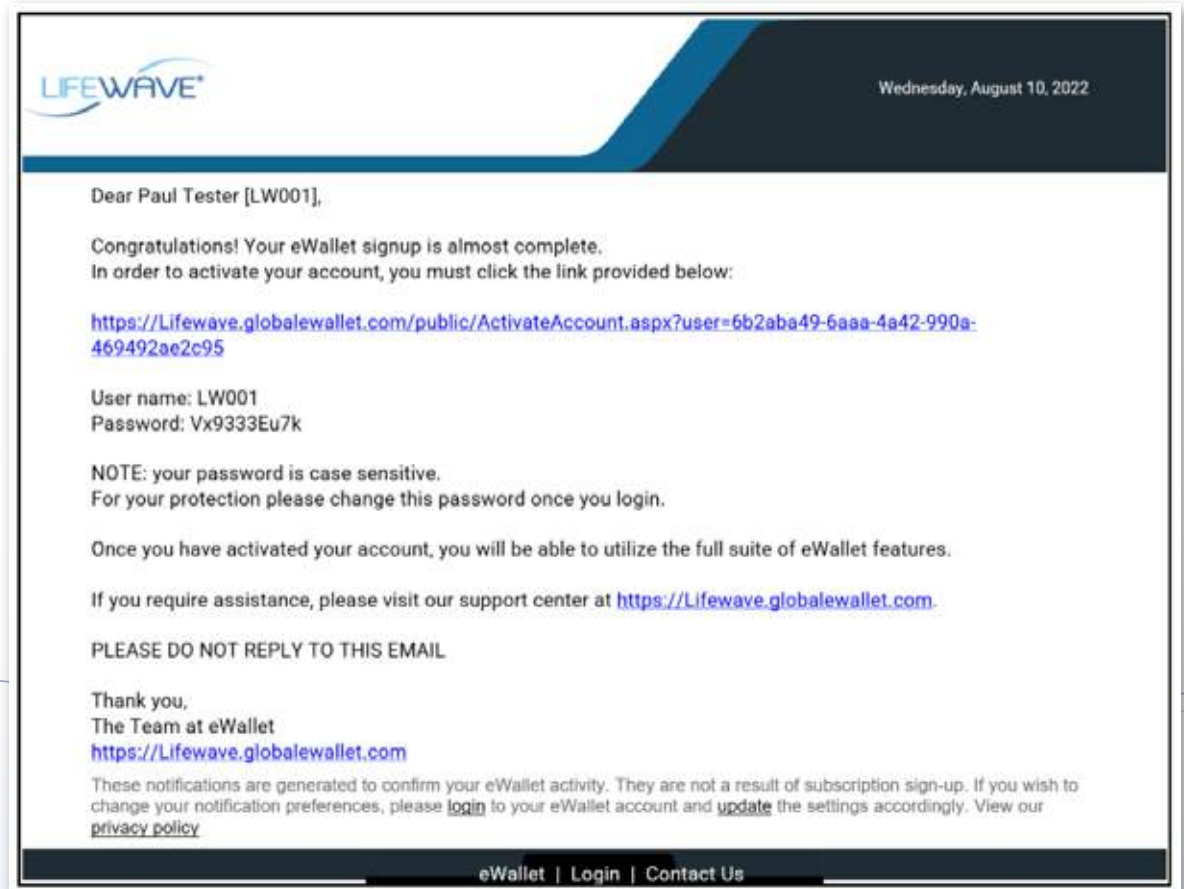 LIFEWAVE®
Wednesday, August 10, 2022
Dear Paul Tester [LW001],
Congratulations! Your eWallet signup is almost complete.
In order to activate your account, you must click the link provided below:
https://Lifewave.globalewallet.com/public/ActivateAccount.aspx?user=6b2aba49-6aaa-4a42-990a-
469492ae2c95
User name: LW001
Password: Vx9333Eu7k
NOTE: your password is case sensitive.
For your protection please change this password once you login.
Once you have activated your account, you will be able to utilize the full suite of eWallet features.
If you require assistance, please visit our support center at https://Lifewave.globalewallet.com.
PLEASE DO NOT REPLY TO THIS EMAIL
Thank you,
The Team at eWallet
https://Lifewave.globalewallet.com
These notifications are generated to confirm your eWallet activity. They are not a result of subscription sign-up. If you wish to
change your notification preferences, please login to your eWallet account and update the settings accordingly. View our
privacy policy
eWallet | Login | Contact Us